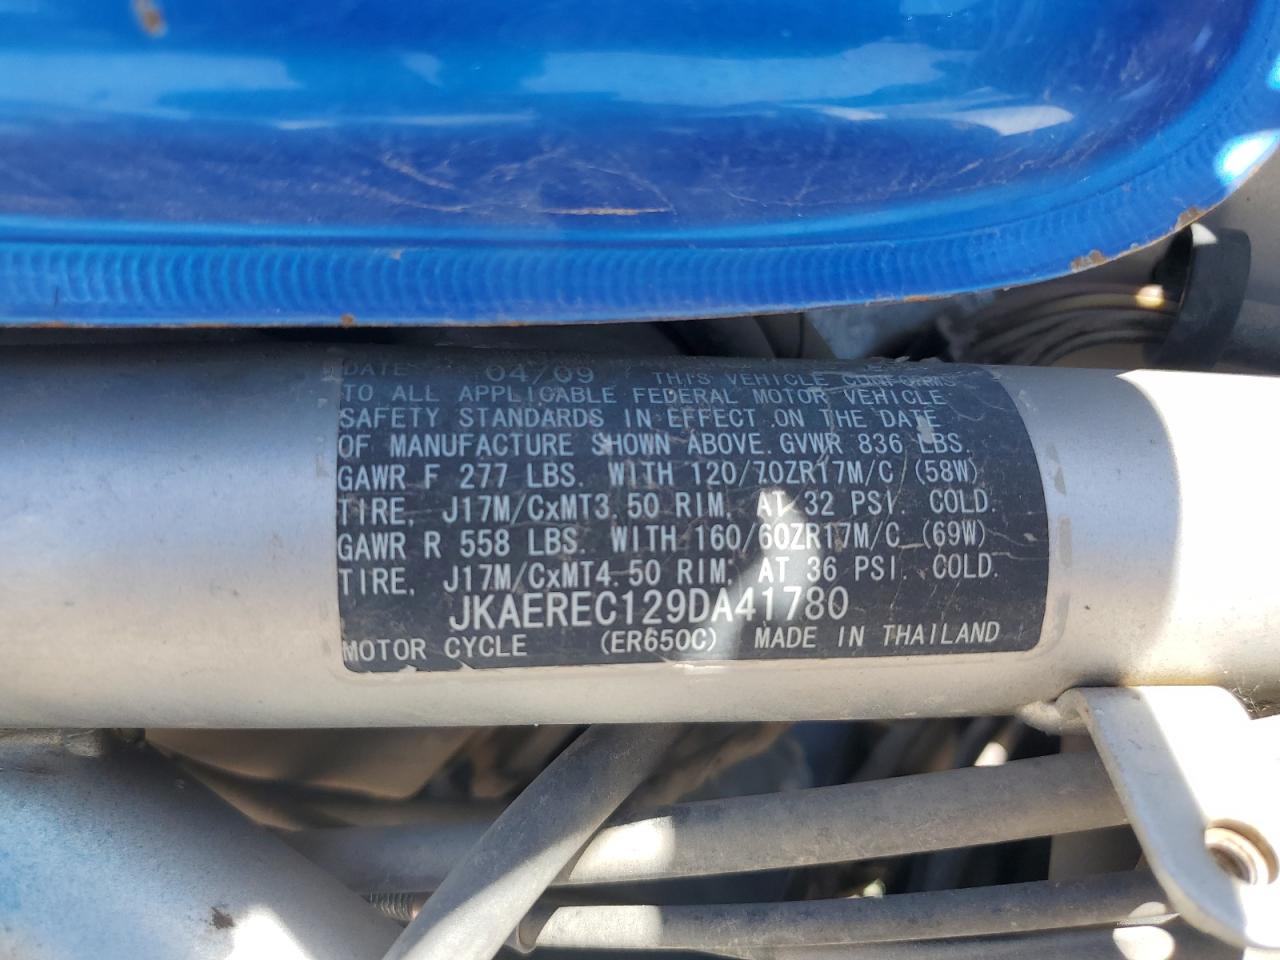 DATE 04/09 THIS VEHICLE CONFORMS
TO ALL APPLICABLE FEDERAL MOTOR VEHICLE
SAFETY STANDARDS IN EFFECT ON THE DATE
OF MANUFACTURE SHOWN ABOVE. GVWR 836 LBS.
GAWR F 277 LBS. WITH 120/70ZR17M/C (58W)
TIRE, J17M/CxMT3.50 RIM, AT 32 PSI. COLD.
GAWR R 558 LBS. WITH 160/60ZR17M/C (69W)
TIRE, J17M/CxMT4.50 RIM, AT 36 PSI. COLD.
JKAEREC129DA41780
MOTOR CYCLE (ER650C) MADE IN THAILAND